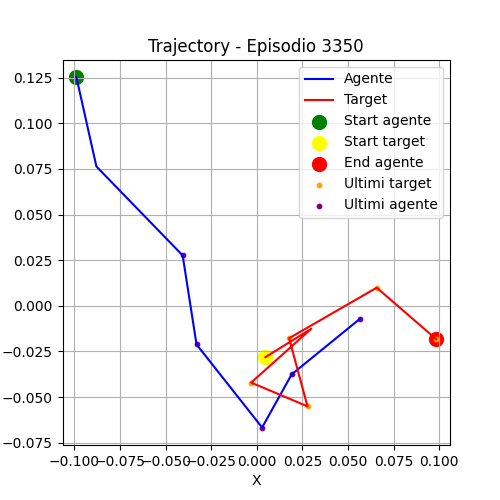 Trajectory - Episodio 3350
Agente
Target
Start agente
Start target
End agente
Ultimi target
Ultimi agente
0.125
0.100
0.075
0.050
0.025
0.000
−0.025
−0.050
−0.075
−0.100 −0.075 −0.050 −0.025 0.000 0.025 0.050 0.075 0.100
X